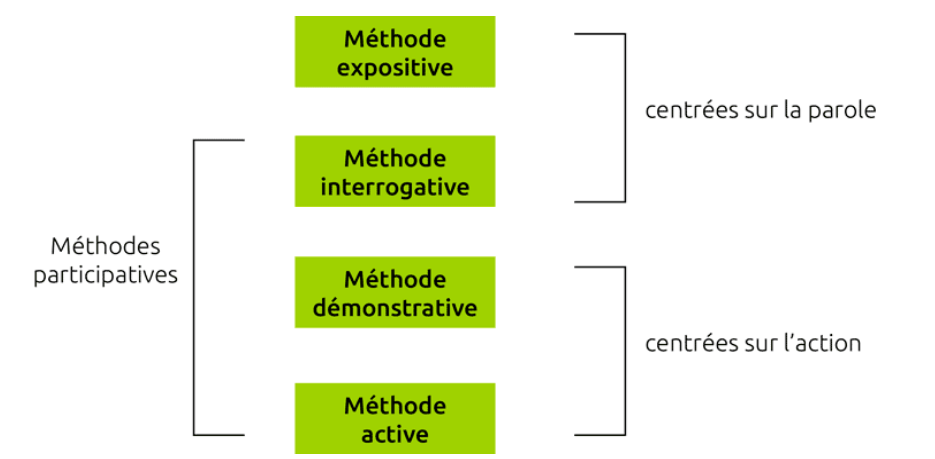 Méthode
expositive
centrées sur la parole
Méthode
interrogative
Méthodes
participatives
Méthode
démonstrative
centrées sur l’action
Méthode
active